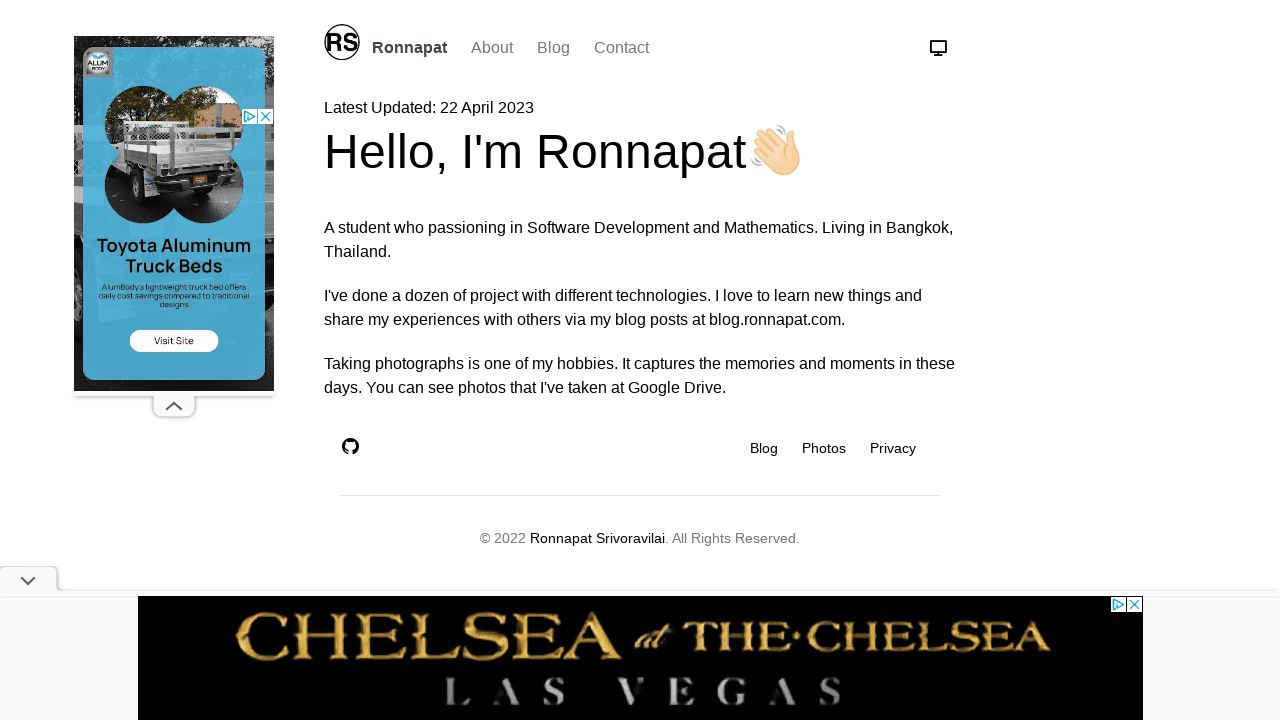 RS
Ronnapat About Blog Contact
Latest Updated: 22 April 2023
Hello, I'm Ronnapat
A student who passioning in Software Development and Mathematics. Living in Bangkok,
Thailand.
I've done a dozen of project with different technologies. I love to learn new things and
share my experiences with others via my blog posts at blog.ronnapat.com.
Taking photographs is one of my hobbies. It captures the memories and moments in these
days. You can see photos that I've taken at Google Drive.
Blog Photos Privacy
© 2022 Ronnapat Srivoravilai. All Rights Reserved.
ALUM
BODY
Toyota Aluminum
Truck Beds
AlumBody's lightweight truck bed offers
daily cost savings compared to traditional
designs
Visit Site
CHELSEA at THE·CHELSEA
LAS VEGAS